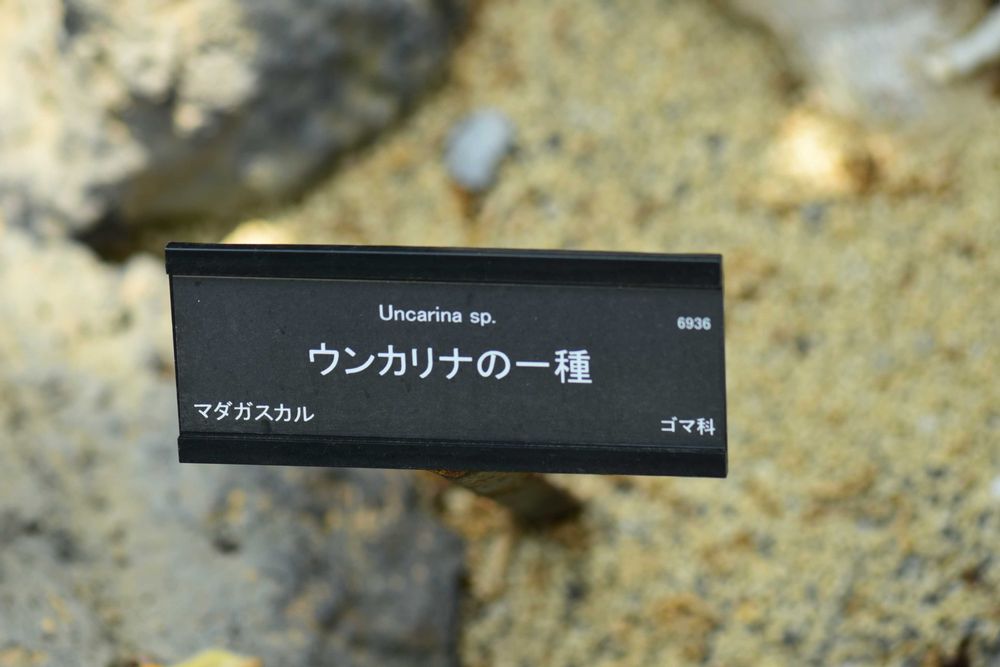 Uncarina sp.
6936
ウンカリナの一種
マダガスカル
ゴマ科